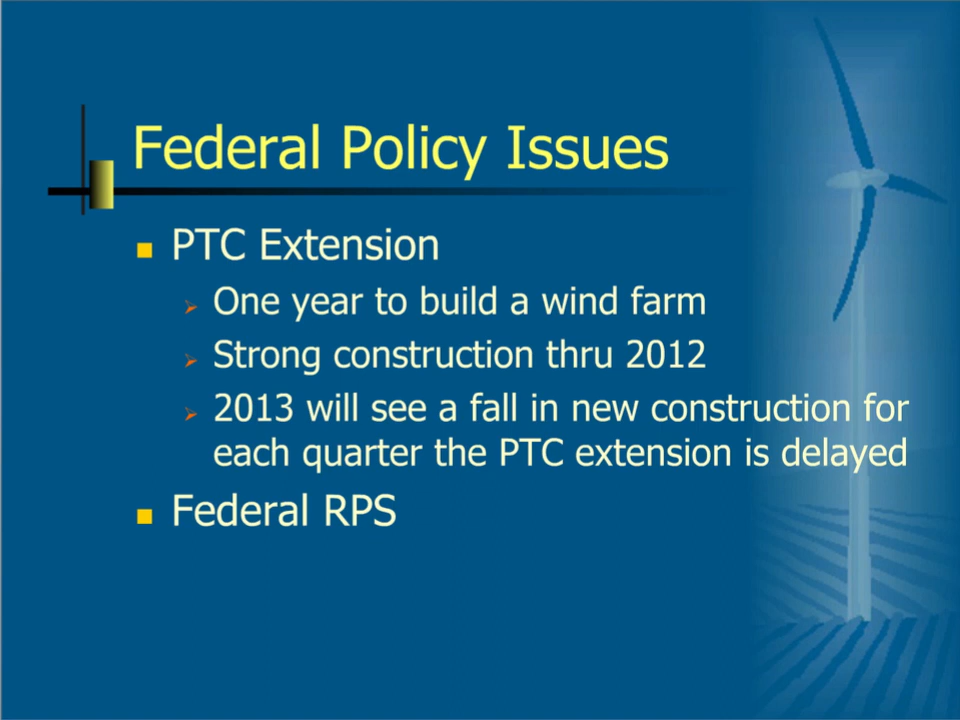 Federal Policy Issues
PTC Extension
One year to build a wind farm
Strong construction thru 2012
2013 will see a fall in new construction for
each quarter the PTC extension is delayed
Federal RPS